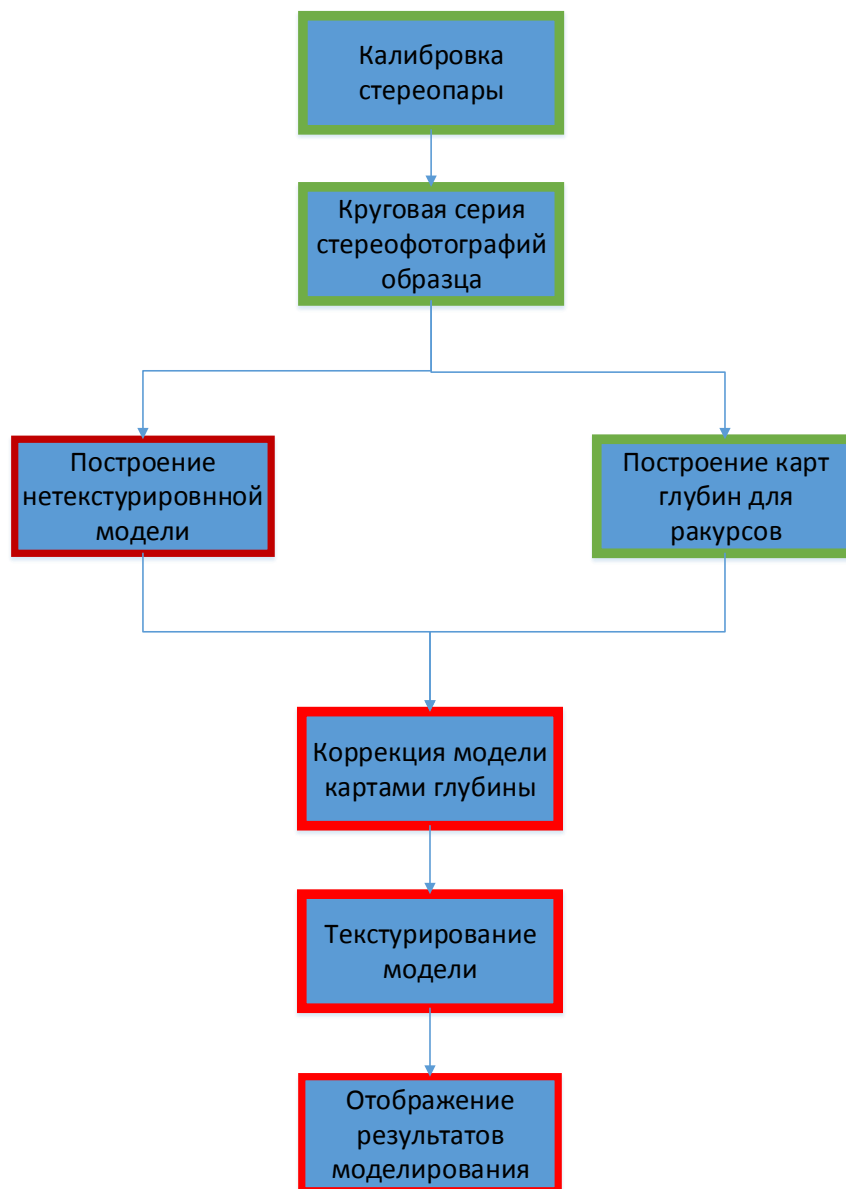 Калибровка
стереопары
Круговая серия
стереофотографий
образца
Построение
нетекстурировнной
модели
Построение карт
глубин для
ракурсов
Коррекция модели
картами глубины
Текстурирование
модели
Отображение
результатов
моделирования